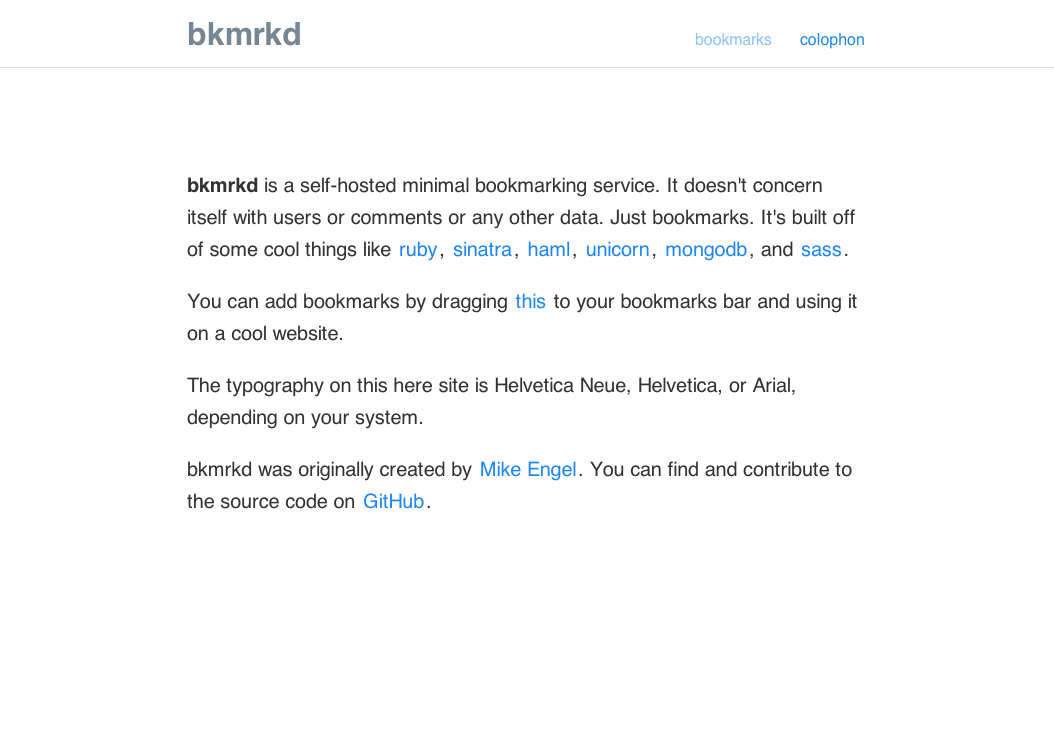 bkmrkd
bookmarks colophon
bkmrkd is a self-hosted minimal bookmarking service. It doesn't concern
itself with users or comments or any other data. Just bookmarks. It's built off
of some cool things like ruby, sinatra, haml, unicorn, mongodb, and sass.
You can add bookmarks by dragging this to your bookmarks bar and using it
on a cool website.
The typography on this here site is Helvetica Neue, Helvetica, or Arial,
depending on your system.
bkmrkd was originally created by Mike Engel. You can find and contribute to
the source code on GitHub.